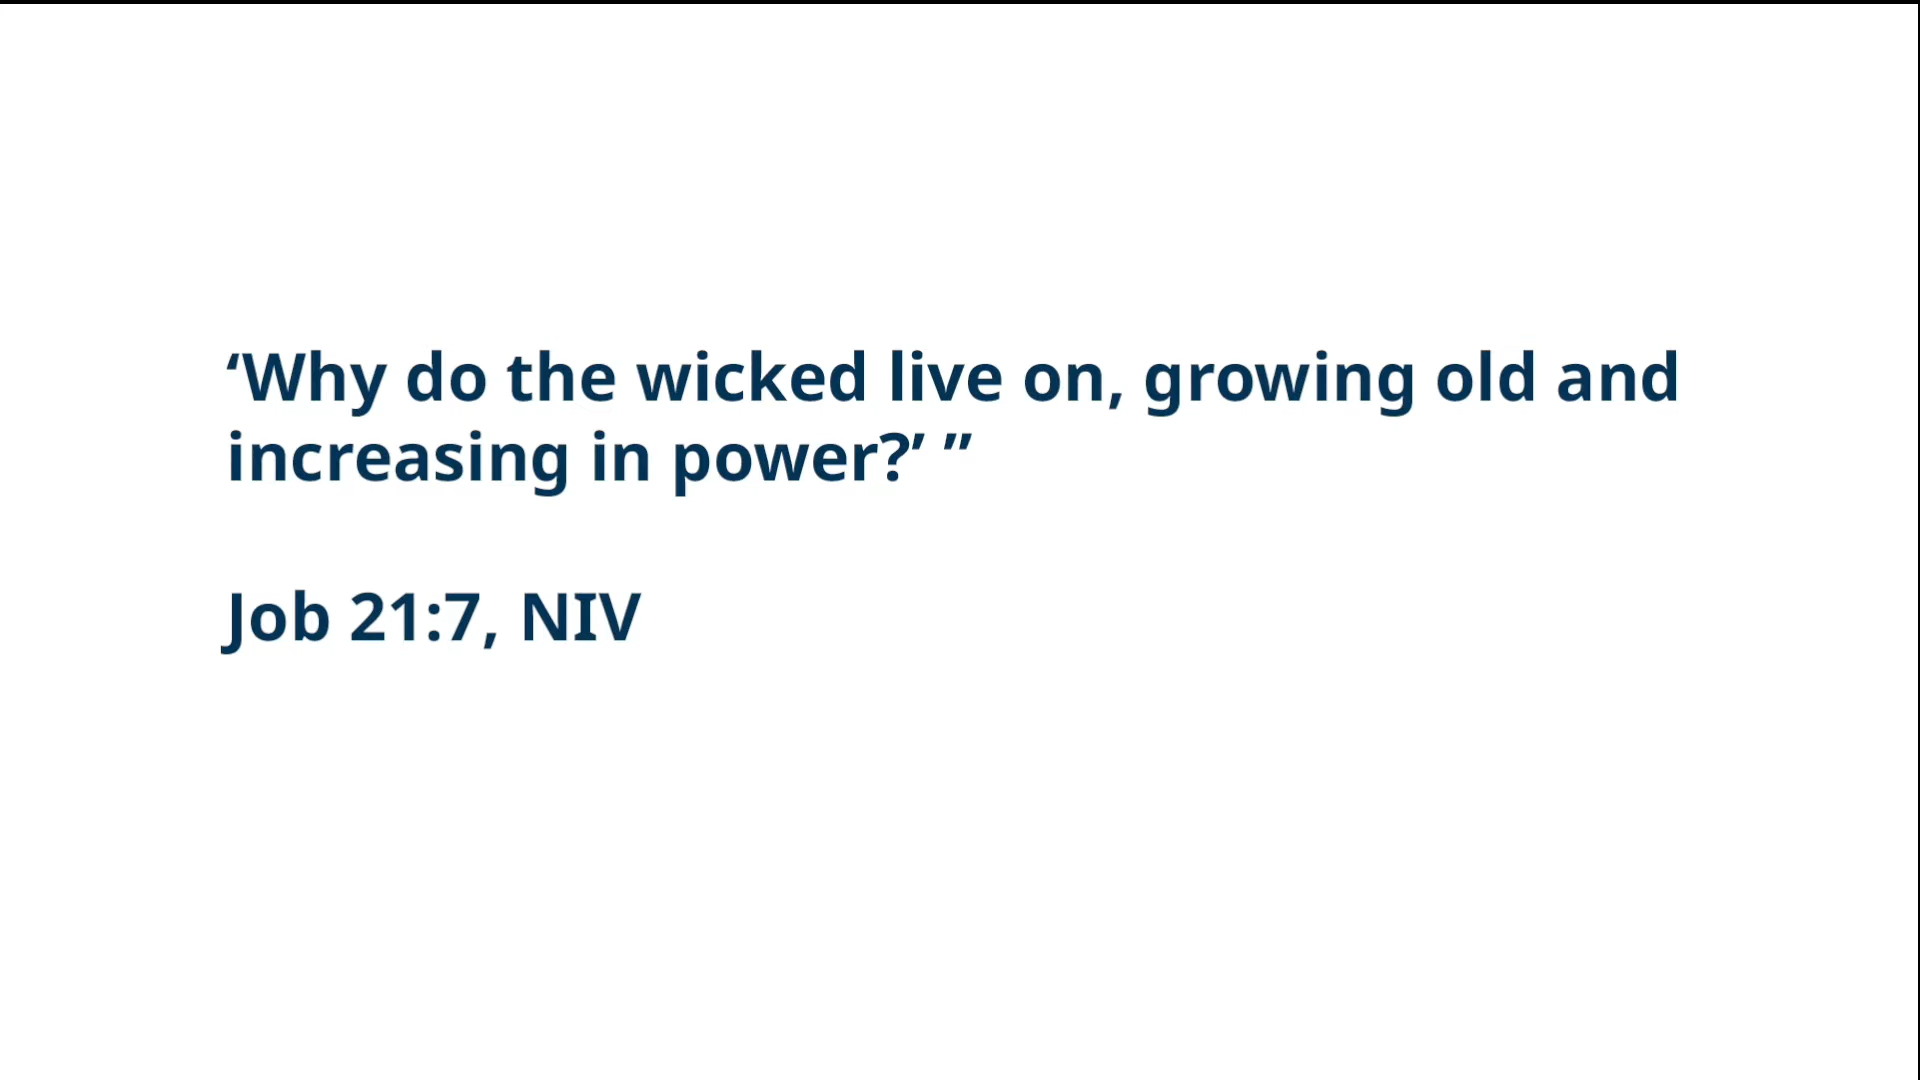 ‘Why do the wicked live on, growing old and
increasing in power?’ ”
Job 21:7, NIV